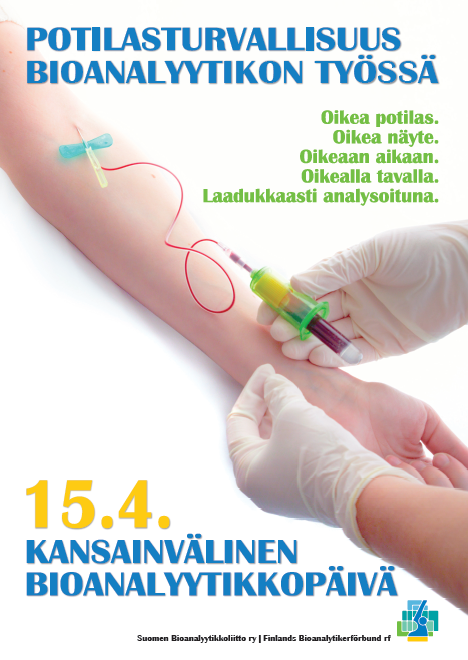 POTILASTURVALLISUUS
BIOANALYYTIKON TYÖSSÄ
Oikea potilas.
Oikea näyte.
Oikeaan aikaan.
Oikealla tavalla.
Laadukkaasti analysoituna.
15.4.
KANSAINVÄLINEN
BIOANALYYTIKKOPÄIVÄ
Suomen Bioanalyytikkoliitto ry | Finlands Bioanalytikerförbund rf